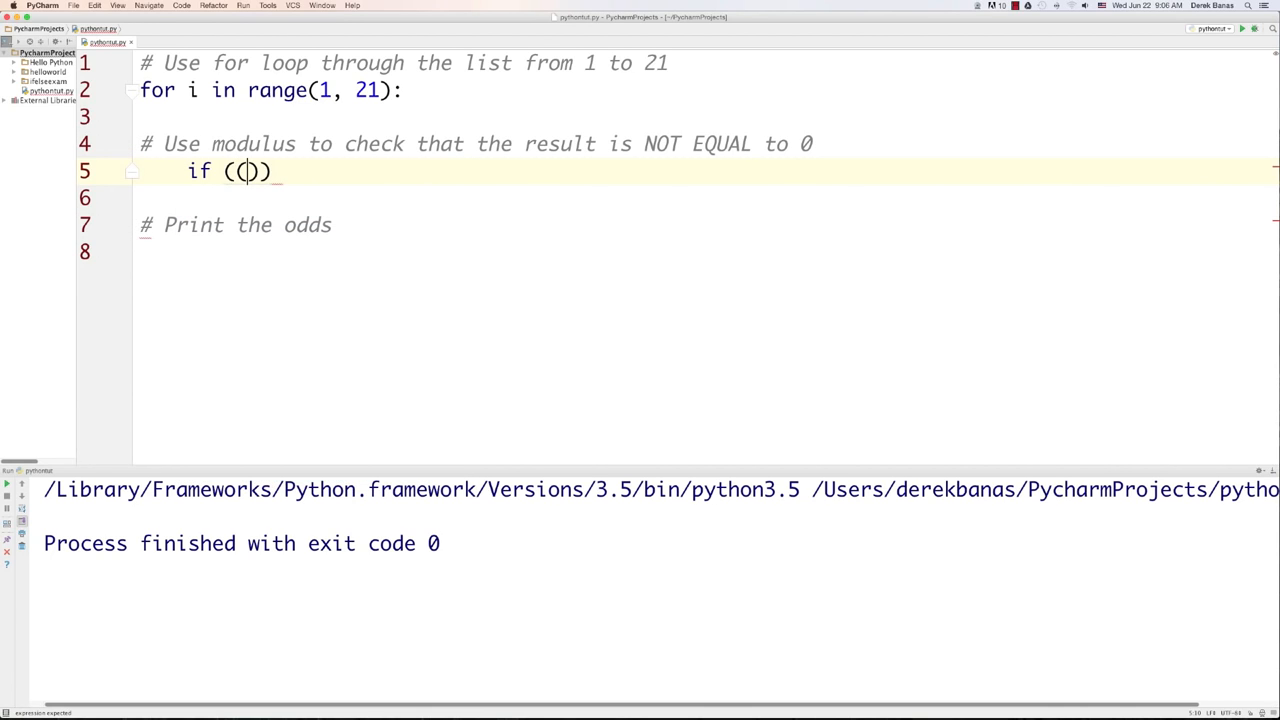 PyCharm File Edit View Navigate Code Refactor Run Tools VCS Window Help
10 Wed Jun 22 9:06 AM Derek Banas
pythontut.py - PycharmProjects - [~/PycharmProjects]
PycharmProjects pythontut.py
pythontut
pythontut.py
PycharmProject
Hello Python
helloworld
ifelseexam
pythontut.py
External Librarie
1 # Use for loop through the list from 1 to 21
2 for i in range(1, 21):
3
4 # Use modulus to check that the result is NOT EQUAL to 0
5 if (())
6
7 # Print the odds
8
Run pythontut
/Library/Frameworks/Python.framework/Versions/3.5/bin/python3.5 /Users/derekbanas/PycharmProjects/pytho
Process finished with exit code 0
expression expected
5:10 LF UTF-8